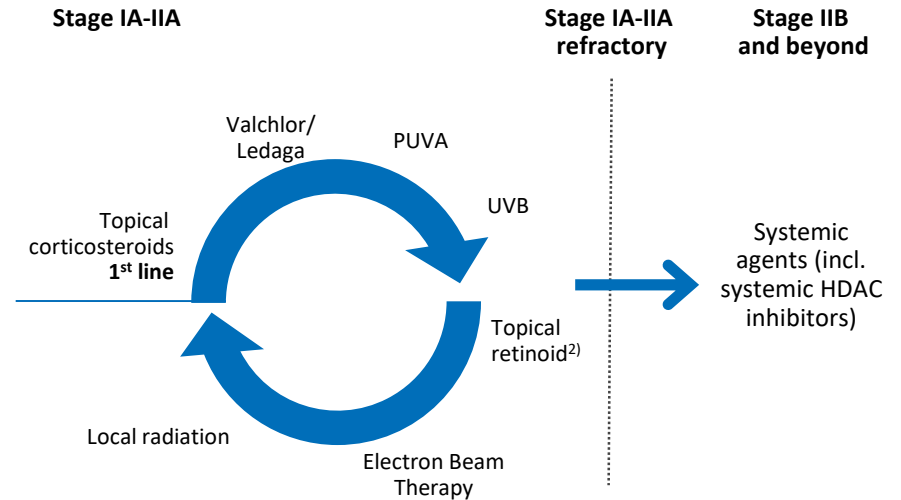 Stage IA-IIA
Stage IA-IIA
refractory
Stage IIB
and beyond
Valchlor/
Ledaga
PUVA
UVB
Topical
corticosteroids
1st line
Topical
retinoid2)
Electron Beam
Therapy
Local radiation
Systemic
agents (incl.
systemic HDAC
inhibitors)